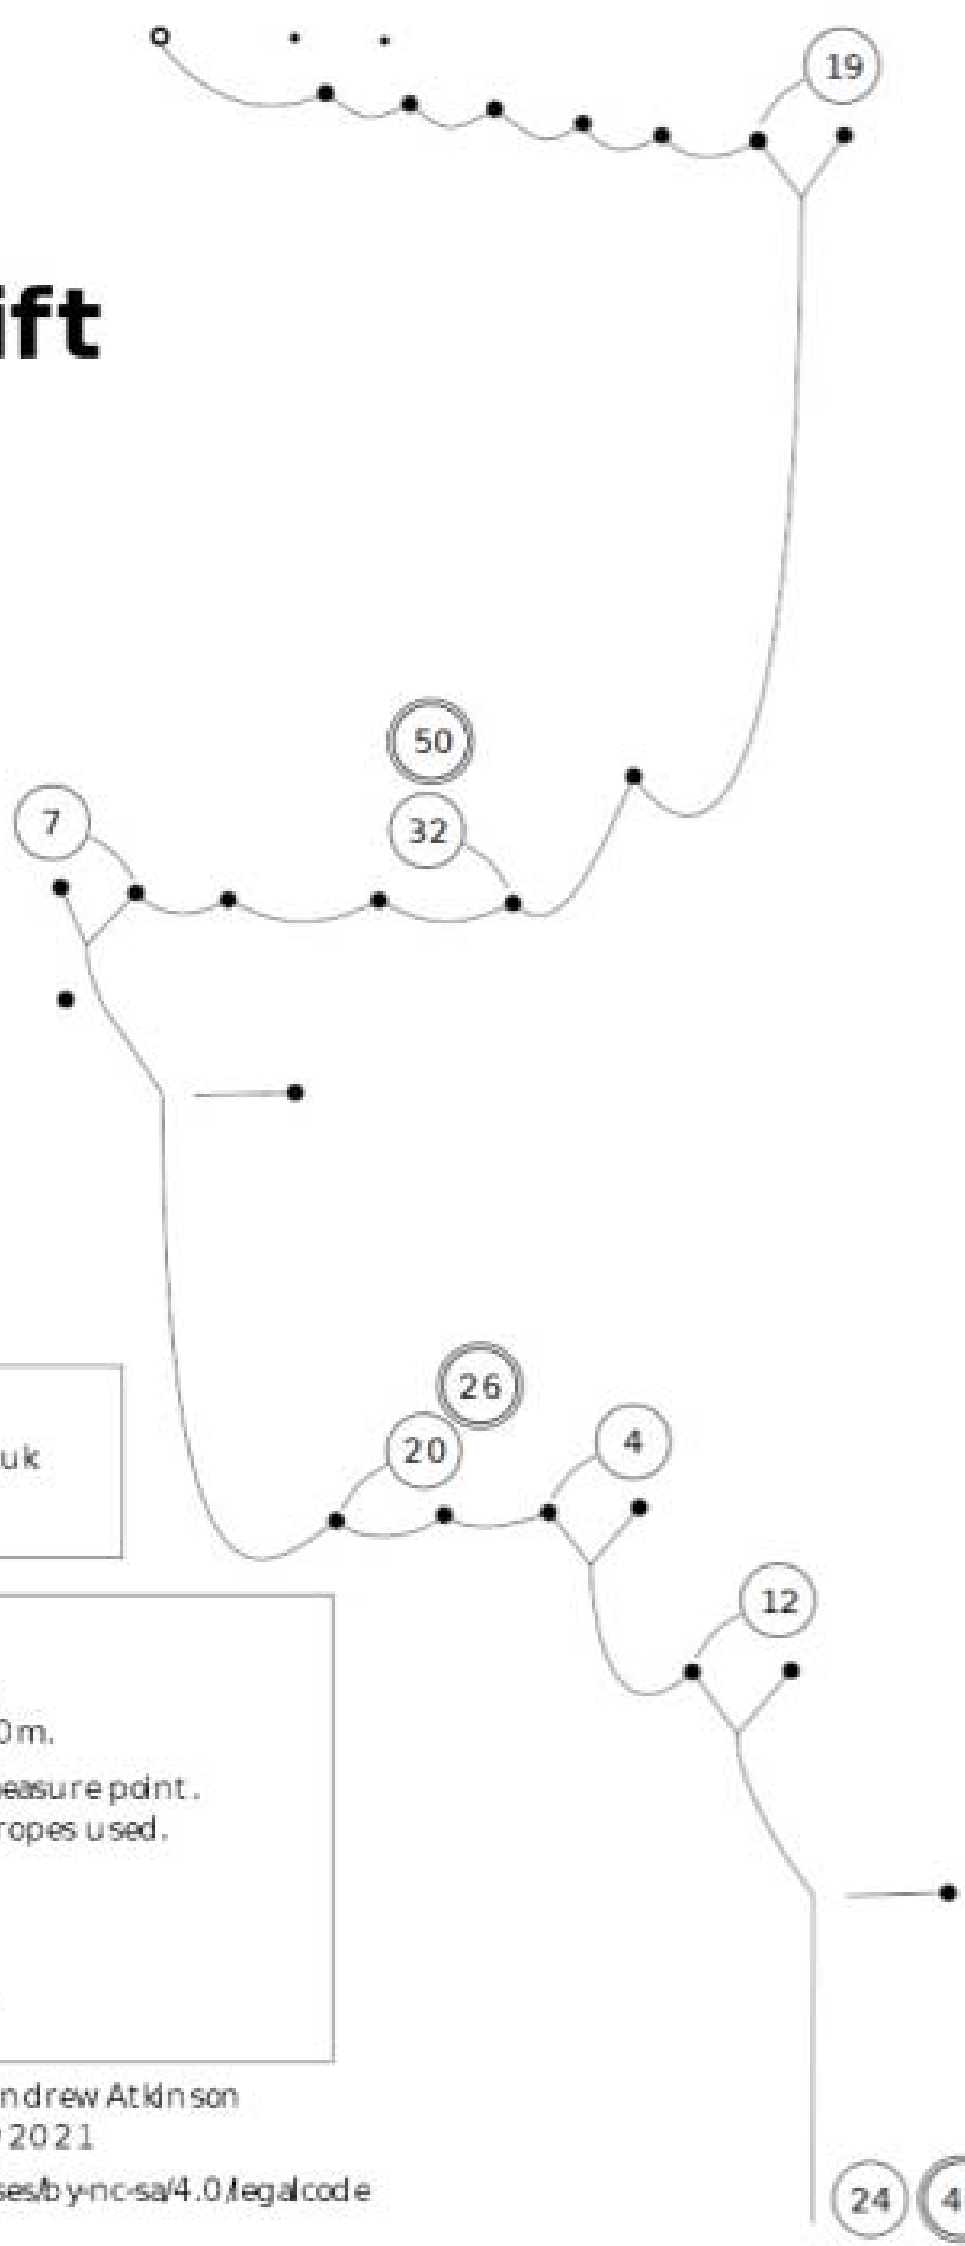 19
ift
50
7
32
26
uk
20
4
12
0m.
easure point.
ropes used.
ndrew Atkinson
2021
ses/by-nc-sa/4.0/legalcode
24
4